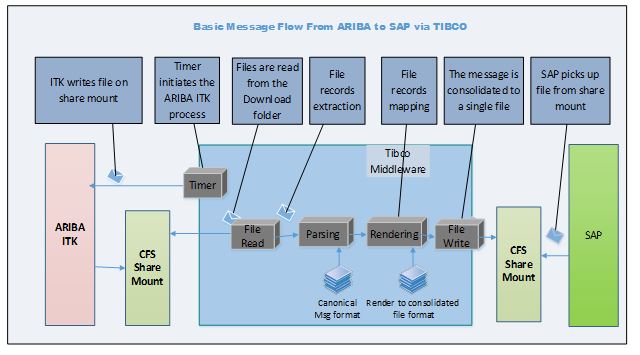 Basic Message Flow From ARIBA to SAP via TIBCO
ITK writes file on
share mount
Timer
initiates the
ARIBA ITK
process
Files are read
from the
Download
folder
File
records
extraction
File
records
mapping
The message is
consolidated to
a single file
SAP picks up
file from share
mount
Tibco
Middleware
Timer
ARIBA
ITK
CFS
Share
Mount
File
Read
Parsing
Rendering
File
Write
CFS
Share
Mount
SAP
Canonical
Msg format
Render to consolidated
file format